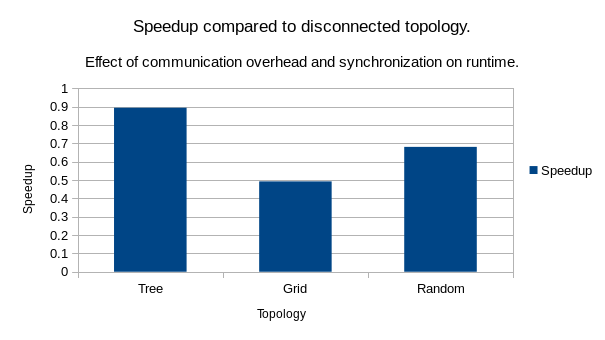 Speedup compared to disconnected topology.
Effect of communication overhead and synchronization on runtime.
1
0.9
0.8
0.7
0.6
0.5
0.4
0.3
0.2
0.1
0
Speedup
Tree Grid Random
Topology
Speedup